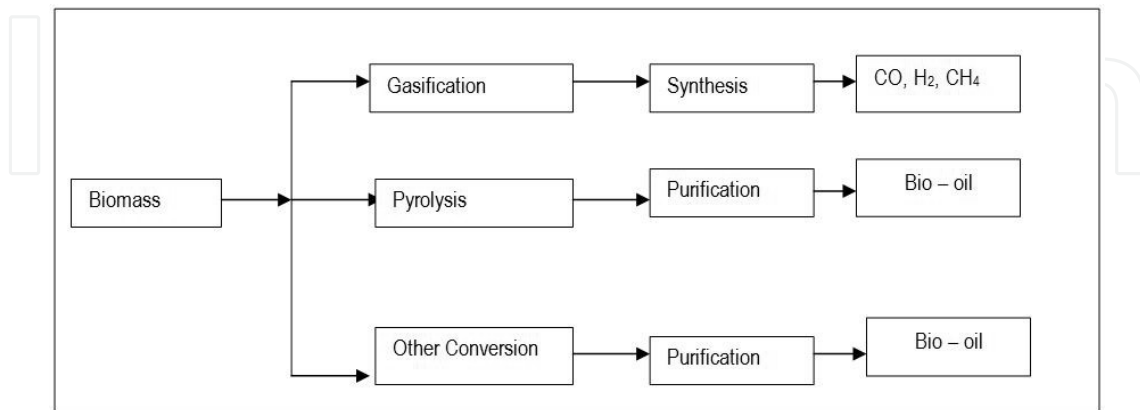 Gasification
Synthesis
CO, H₂, CH₄
Biomass
Pyrolysis
Purification
Bio – oil
Other Conversion
Purification
Bio – oil